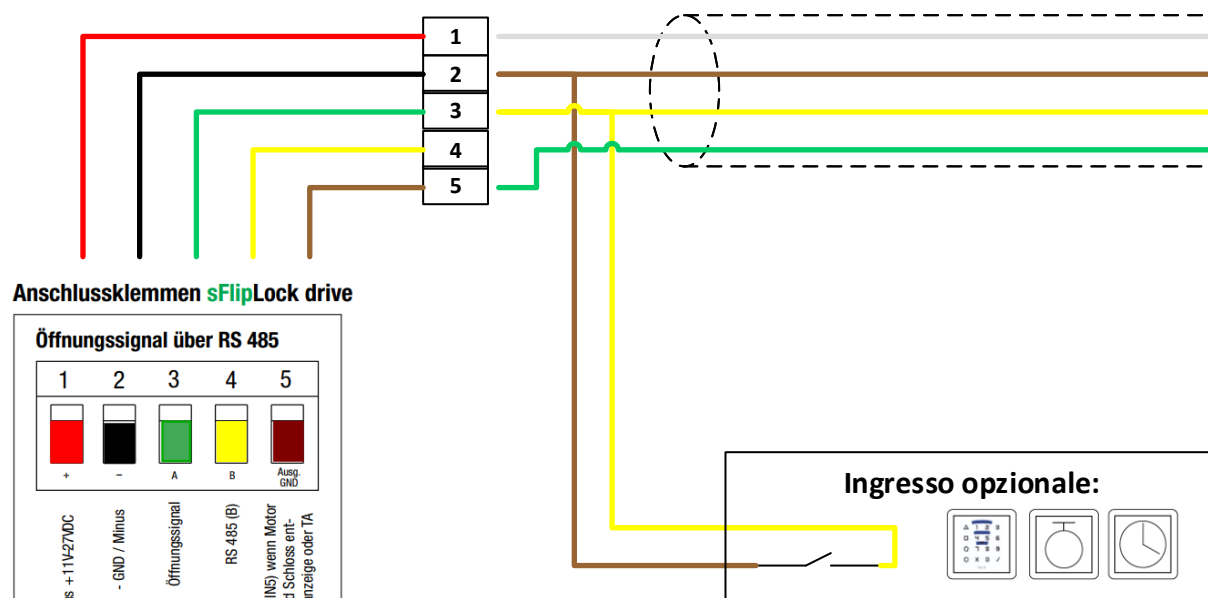 1
2
3
4
5
Anschlussklemmen sFlipLock drive
Öffnungssignal über RS 485
1 2 3 4 5
+ – A B Ausg.
GND
+11V-27VDC
- GND / Minus
Öffnungssignal
RS 485 (B)
IN5) wenn Motor
Schloss ent-
oder TA
Ingresso opzionale: